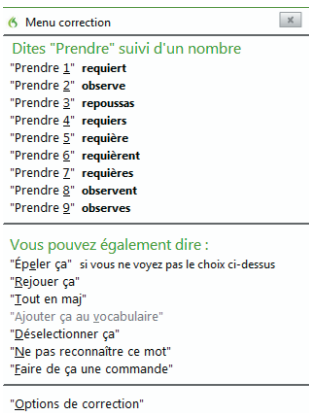 Menu correction
Dites "Prendre" suivi d'un nombre
"Prendre 1" requiert
"Prendre 2" observe
"Prendre 3" repoussas
"Prendre 4" requiers
"Prendre 5" requière
"Prendre 6" requièrent
"Prendre 7" requières
"Prendre 8" observent
"Prendre 9" observes
Vous pouvez également dire :
"Épeler ça" si vous ne voyez pas le choix ci-dessus
"Rejouer ça"
"Tout en maj"
"Ajouter ça au vocabulaire"
"Déselectionner ça"
"Ne pas reconnaître ce mot"
"Faire de ça une commande"
"Options de correction"